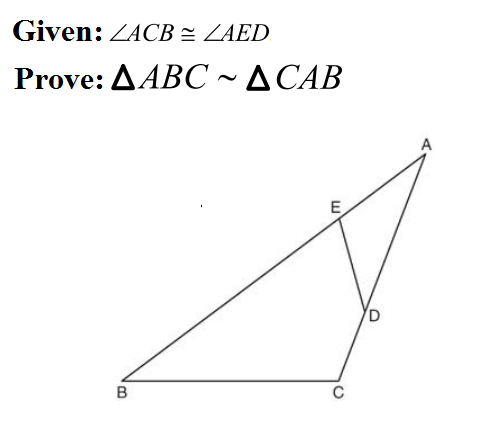 Given: ∠ACB ≅ ∠AED
Prove: ΔABC ~ ΔCAB
A
E
D
B
C